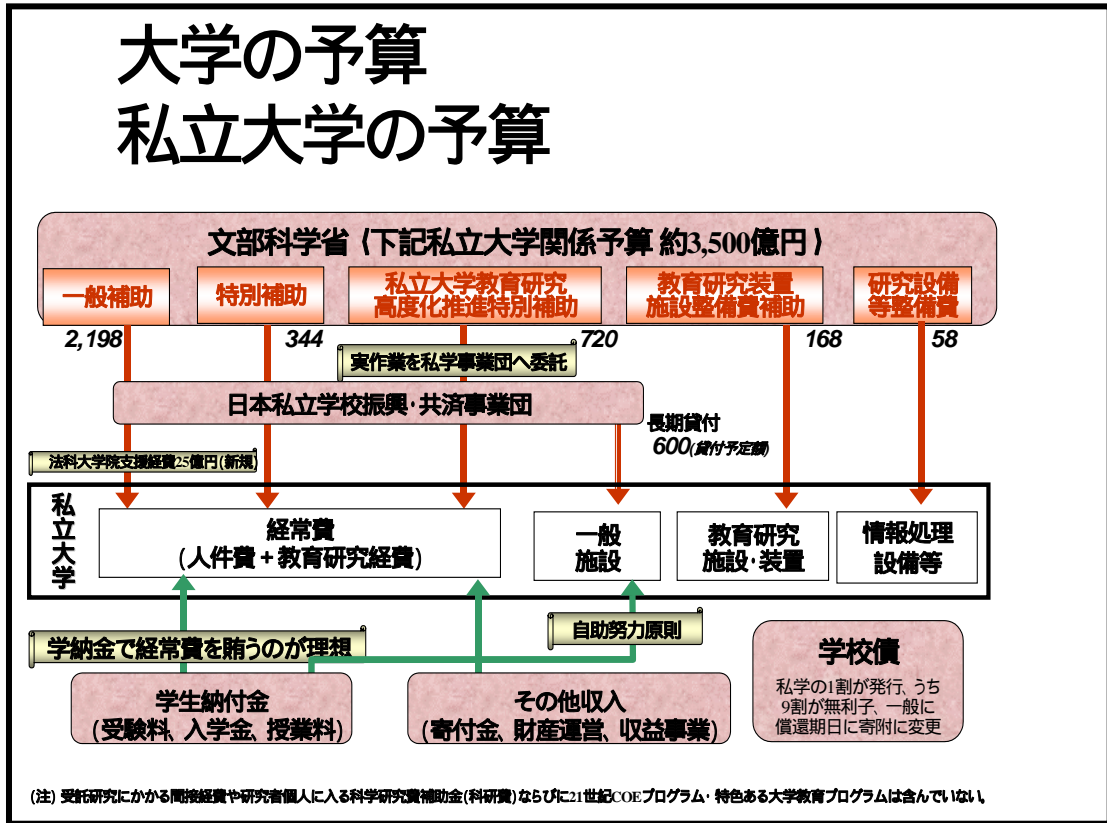 大学の予算
私立大学の予算
文部科学省（下記私立大学関係予算 約3,500億円）
一般補助
特別補助
私立大学教育研究
高度化推進特別補助
教育研究装置
施設整備費補助
研究設備
等整備費
2,198
344
720
168
58
実作業を私学事業団へ委託
日本私立学校振興・共済事業団
長期貸付
600(貸付予定額)
法科大学院支援経費25億円(新規)
私立大学
経常費
(人件費＋教育研究経費)
一般
施設
教育研究
施設・装置
情報処理
設備等
学納金で経常費を賄うのが理想
自助努力原則
学生納付金
(受験料、入学金、授業料)
その他収入
(寄付金、財産運営、収益事業)
学校債
私学の1割が発行、うち
9割が無利子、一般に
償還期日に寄附に変更
(注) 受託研究にかかる間接経費や研究者個人に入る科学研究費補助金(科研費)ならびに21世紀COEプログラム・特色ある大学教育プログラムは含んでいない。